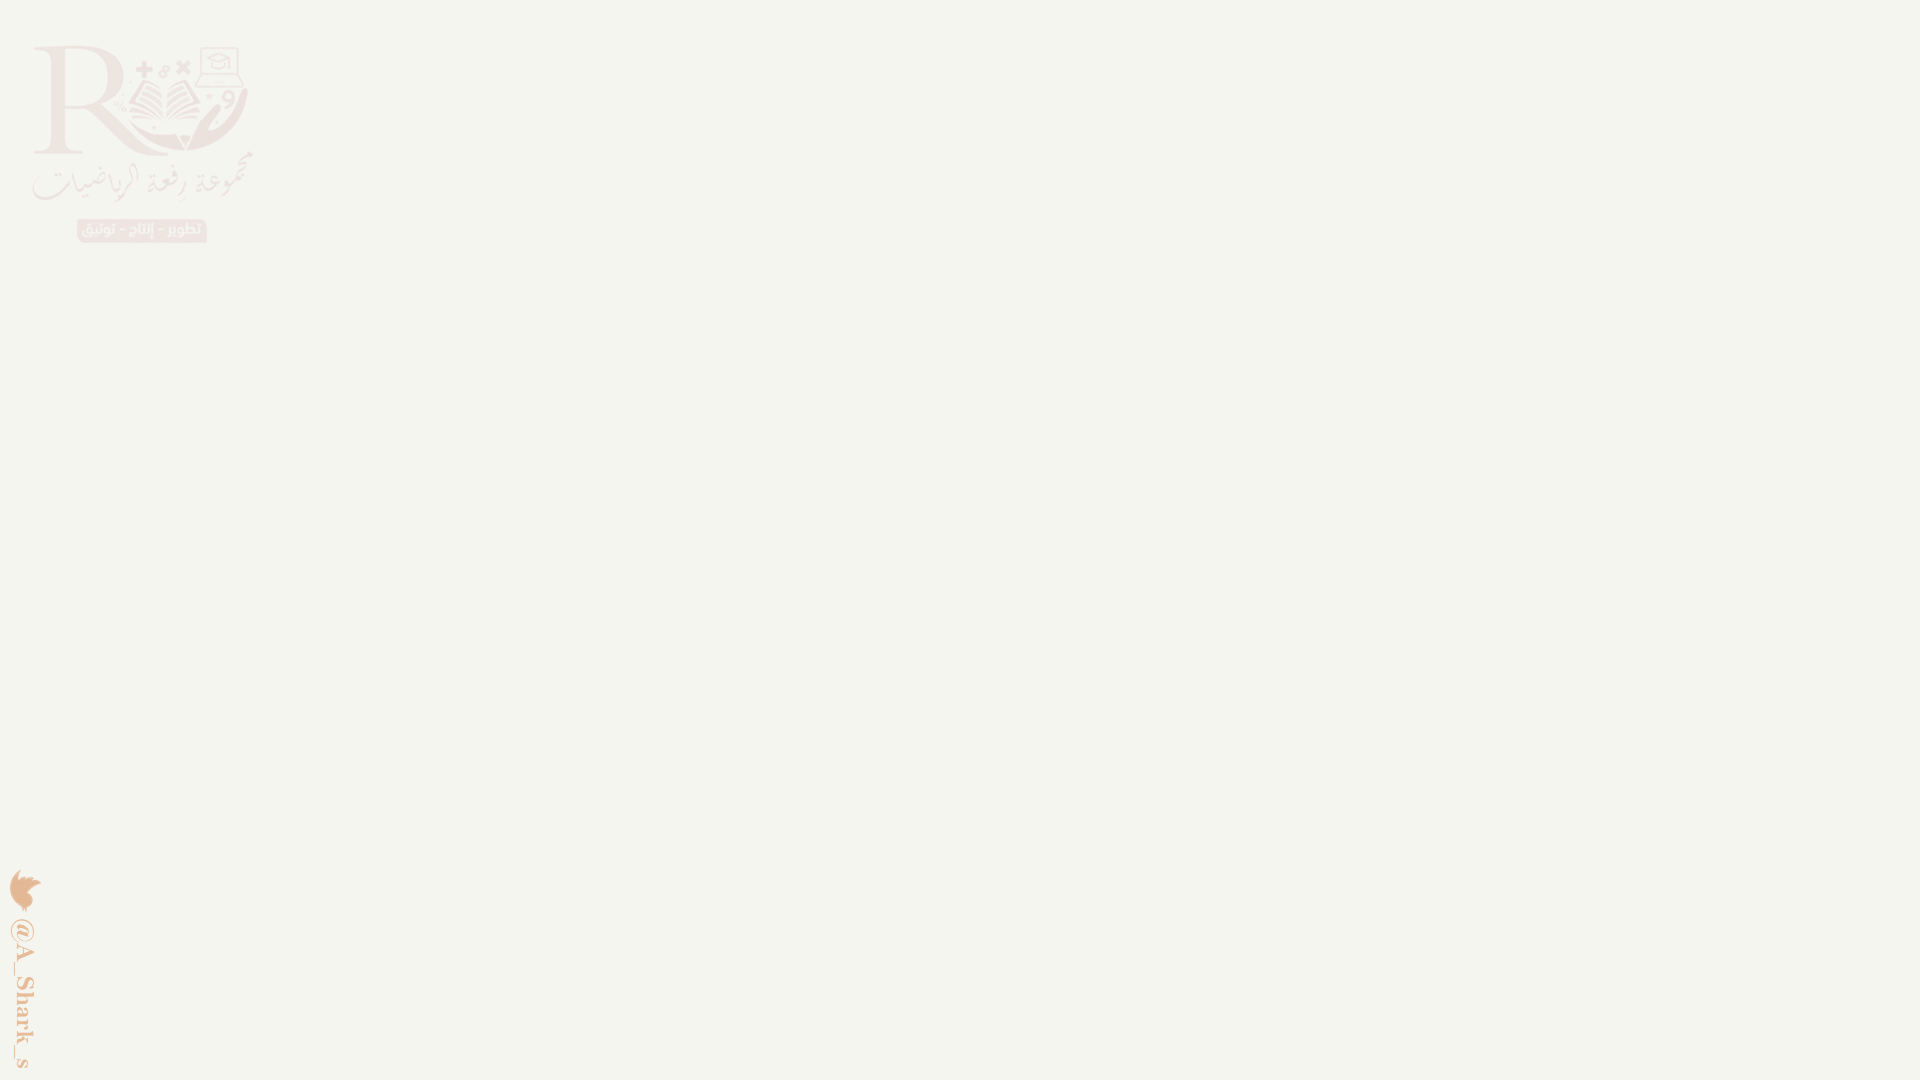 R
مجموعة رفعة الرياضيات
تطوير - إنتاج - توثيق
@A_Shark_s